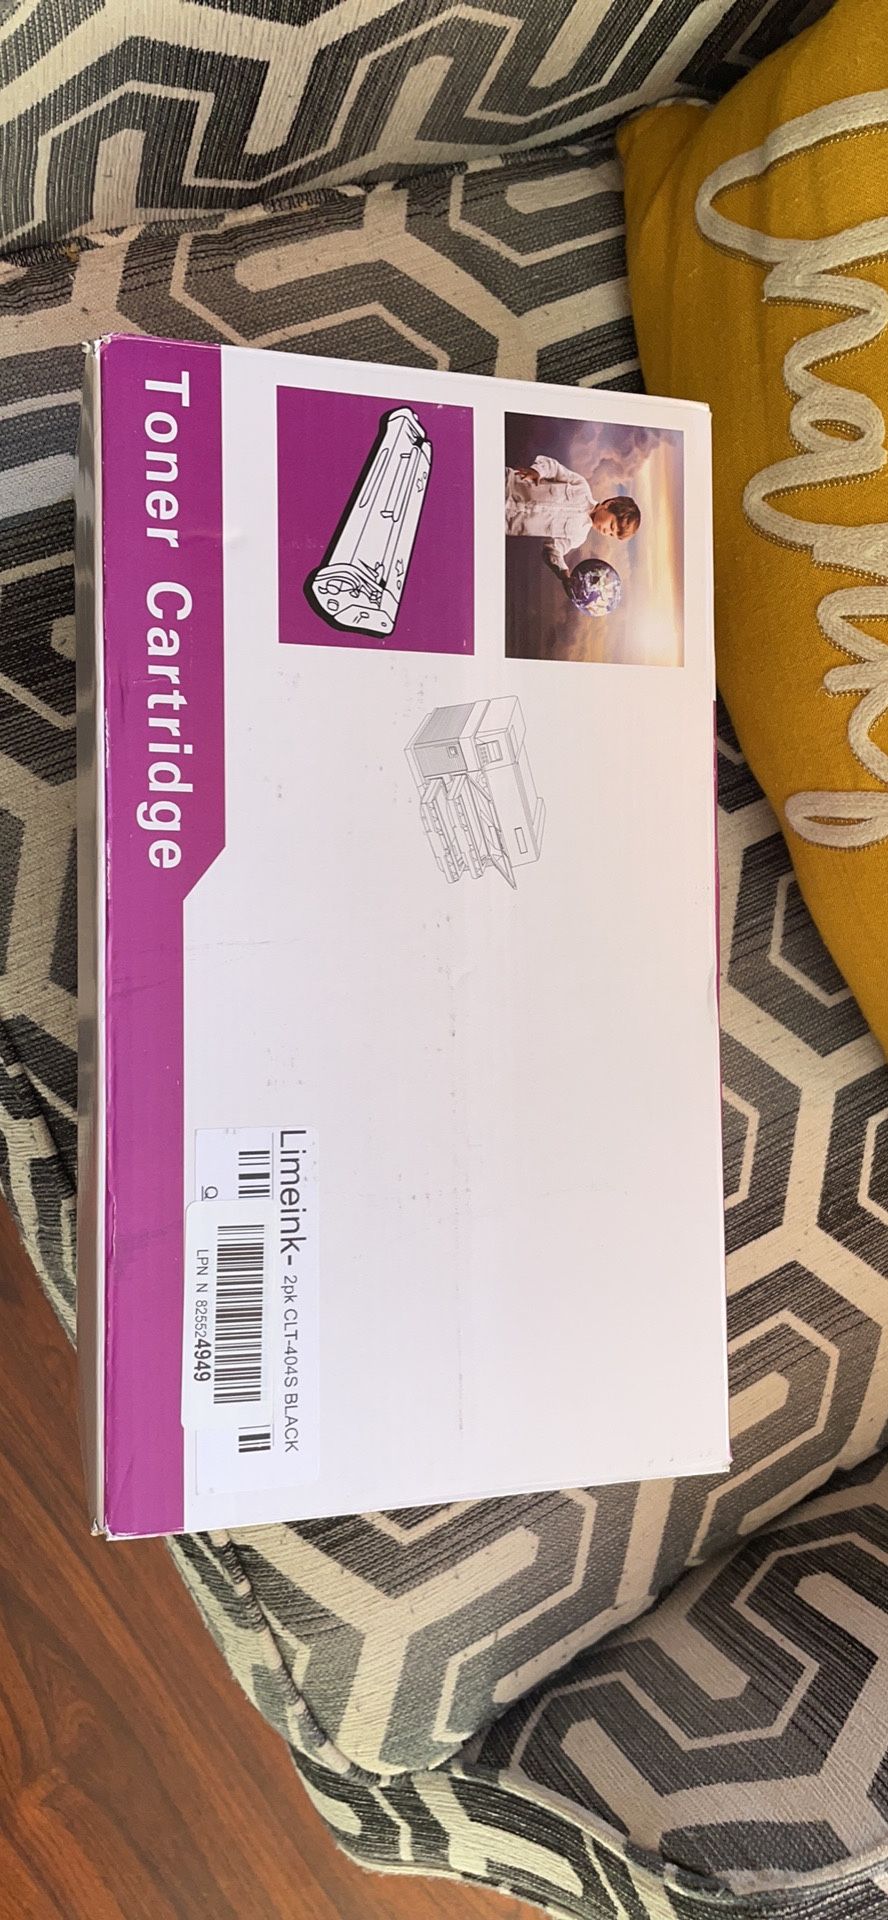 Toner Cartridge
Limeink- 2pk CLT-404S BLACK
Q
LPN N 825524949